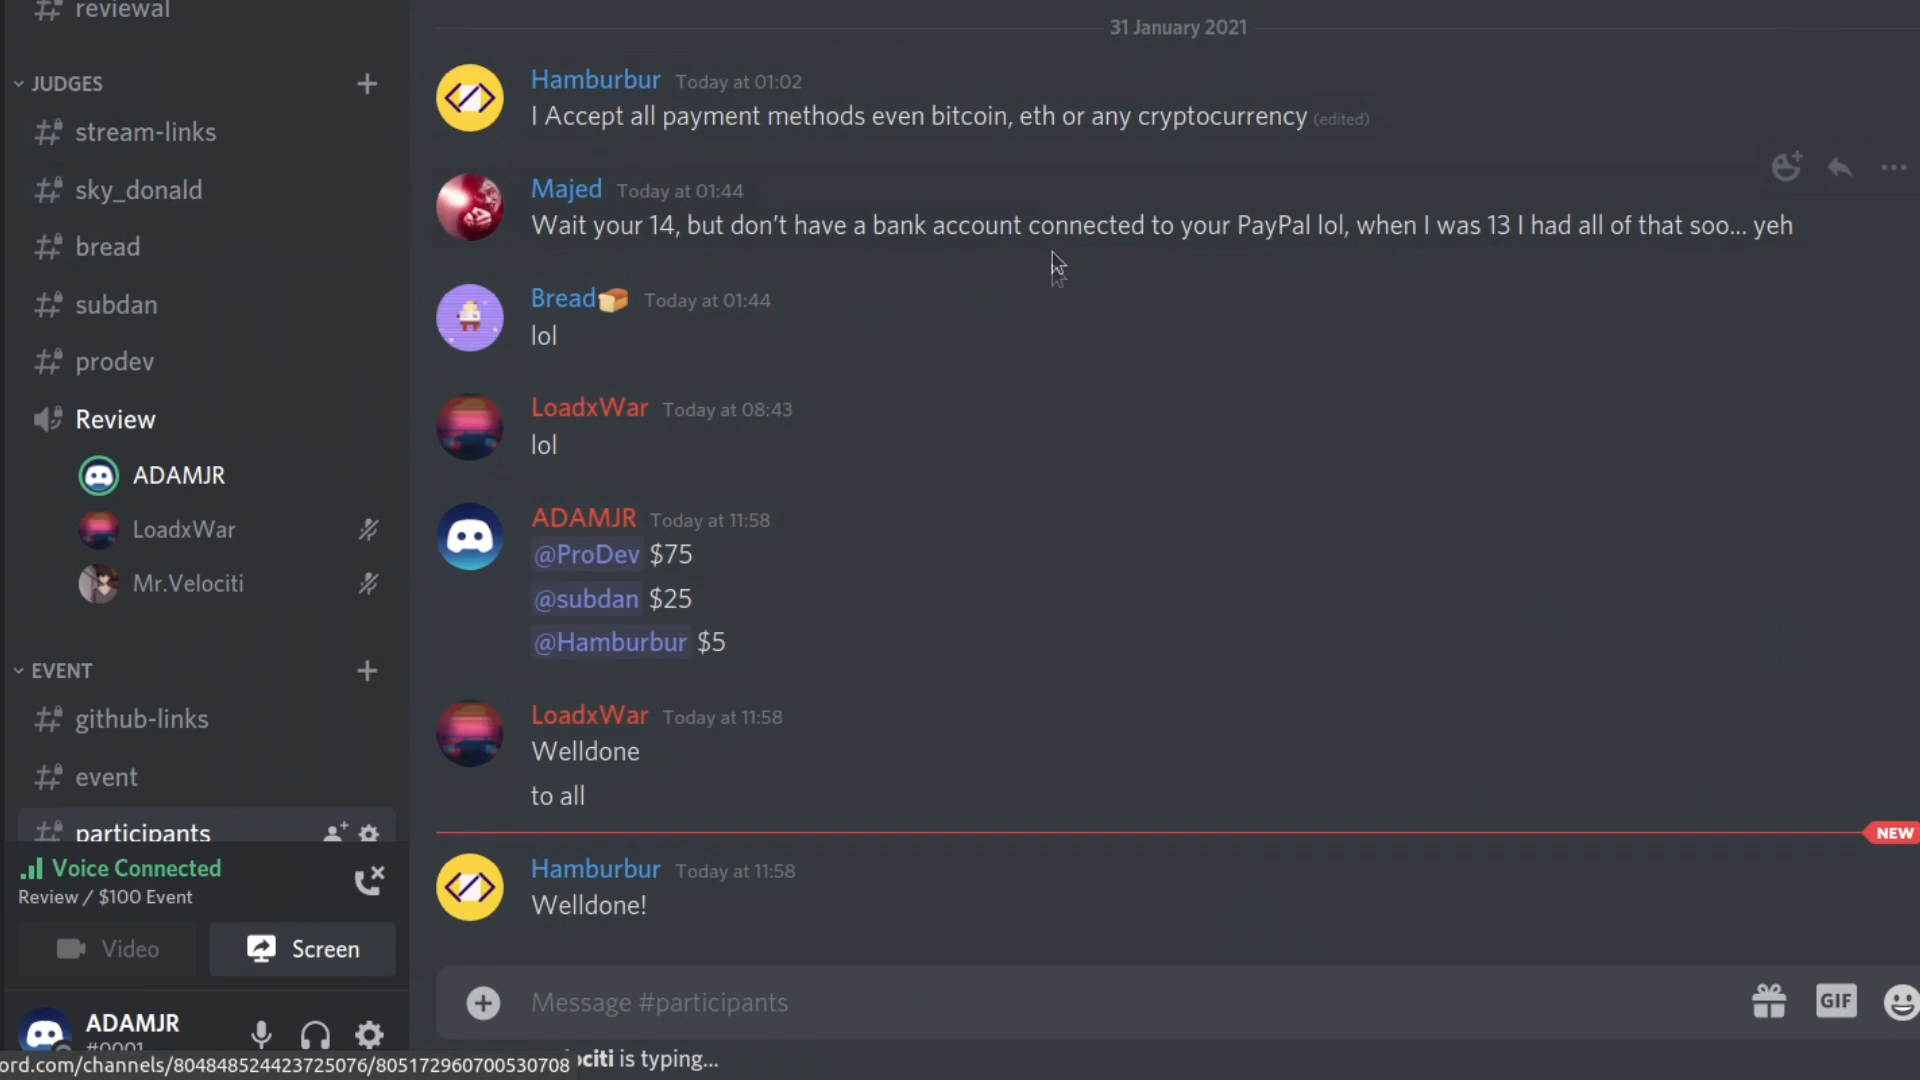 reviewal
JUDGES
stream-links
sky_donald
bread
subdan
prodev
Review
ADAMJR
LoadxWar
Mr.Velociti
EVENT
github-links
event
participants
Voice Connected
Review / $100 Event
Video
Screen
ADAMJR
#0001
ord.com/channels/804848524423725076/805172960700530708
31 January 2021
Hamburbur Today at 01:02
I Accept all payment methods even bitcoin, eth or any cryptocurrency (edited)
Majed Today at 01:44
Wait your 14, but don't have a bank account connected to your PayPal lol, when I was 13 I had all of that soo... yeh
Bread🍞 Today at 01:44
lol
LoadxWar Today at 08:43
lol
ADAMJR Today at 11:58
@ProDev $75
@subdan $25
@Hamburbur $5
LoadxWar Today at 11:58
Welldone
to all
NEW
Hamburbur Today at 11:58
Welldone!
Message #participants
GIF
ociti is typing...